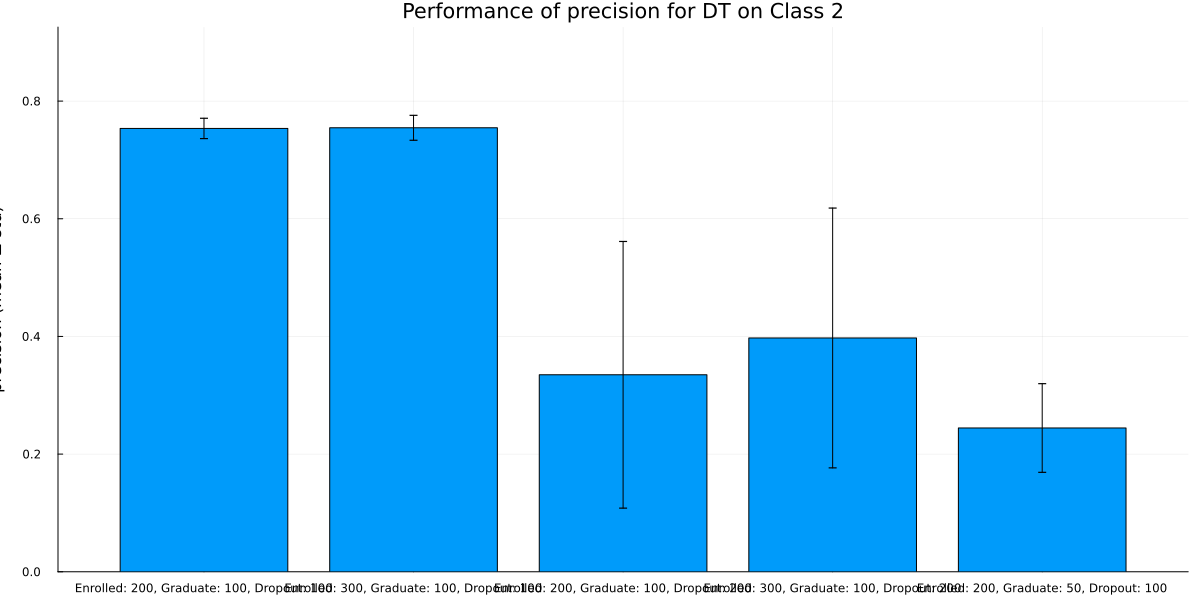 Performance of precision for DT on Class 2
0.8
0.6
0.4
0.2
0.0
Enrolled: 200, Graduate: 100, Dropout: 100
Enrolled: 300, Graduate: 100, Dropout: 100
Enrolled: 200, Graduate: 100, Dropout: 200
Enrolled: 300, Graduate: 100, Dropout: 200
Enrolled: 200, Graduate: 50, Dropout: 100